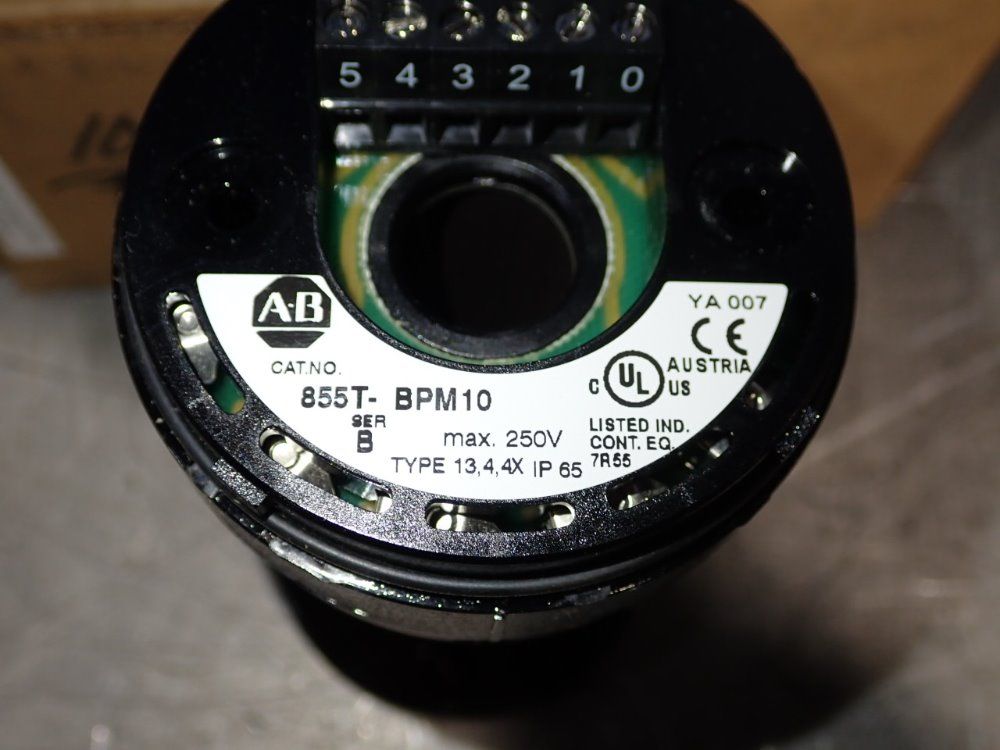 5 4 3 2 1 0
10
A-B
YA 007
CE
CAT.NO.
AUSTRIA
C UL US
855T- BPM10
SER
B
max. 250V
LISTED IND.
CONT. EQ.
7R55
TYPE 13,4,4X IP 65